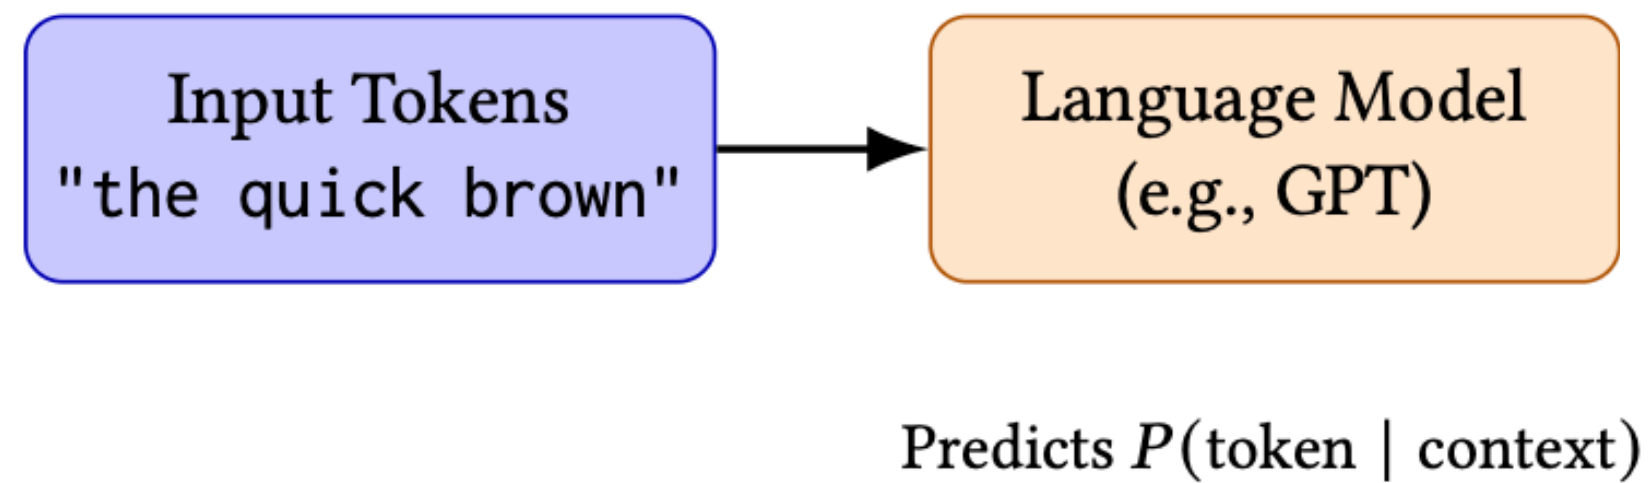 Input Tokens
"the quick brown"
Language Model
(e.g., GPT)
Predicts P(token | context)